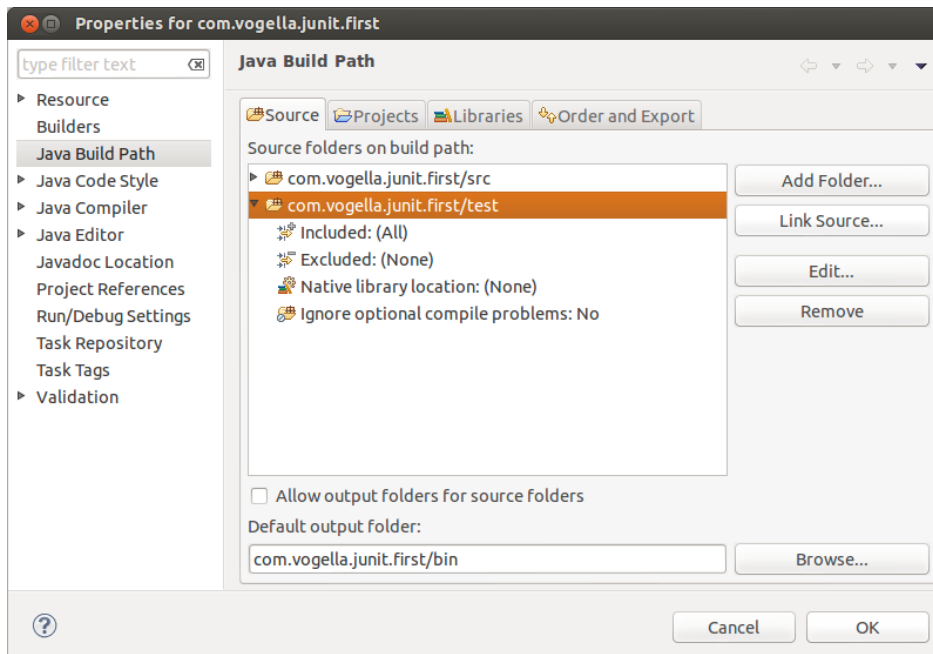 Properties for com.vogella.junit.first
type filter text
Resource
Builders
Java Build Path
Java Code Style
Java Compiler
Java Editor
Javadoc Location
Project References
Run/Debug Settings
Task Repository
Task Tags
Validation
Java Build Path
Source Projects Libraries Order and Export
Source folders on build path:
com.vogella.junit.first/src
com.vogella.junit.first/test
Included: (All)
Excluded: (None)
Native library location: (None)
Ignore optional compile problems: No
Add Folder...
Link Source...
Edit...
Remove
Allow output folders for source folders
Default output folder:
com.vogella.junit.first/bin
Browse...
Cancel
OK